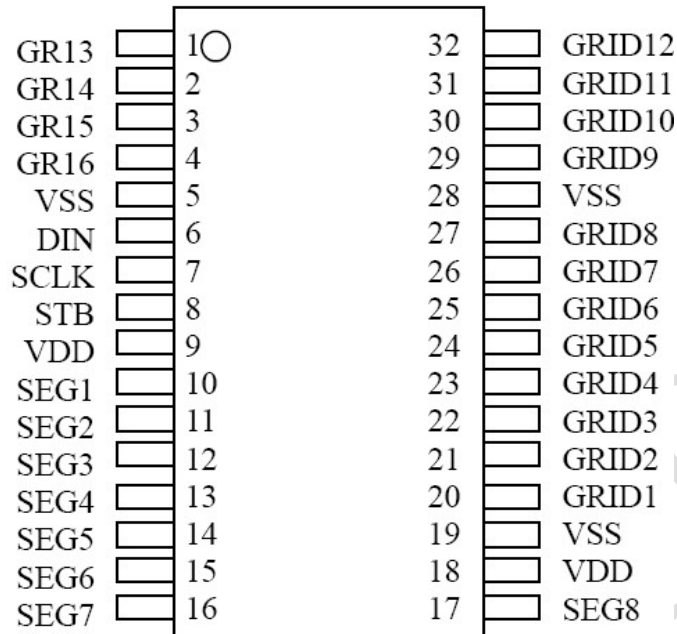 GR13 1 32 GRID12
GR14 2 31 GRID11
GR15 3 30 GRID10
GR16 4 29 GRID9
VSS 5 28 VSS
DIN 6 27 GRID8
SCLK 7 26 GRID7
STB 8 25 GRID6
VDD 9 24 GRID5
SEG1 10 23 GRID4
SEG2 11 22 GRID3
SEG3 12 21 GRID2
SEG4 13 20 GRID1
SEG5 14 19 VSS
SEG6 15 18 VDD
SEG7 16 17 SEG8